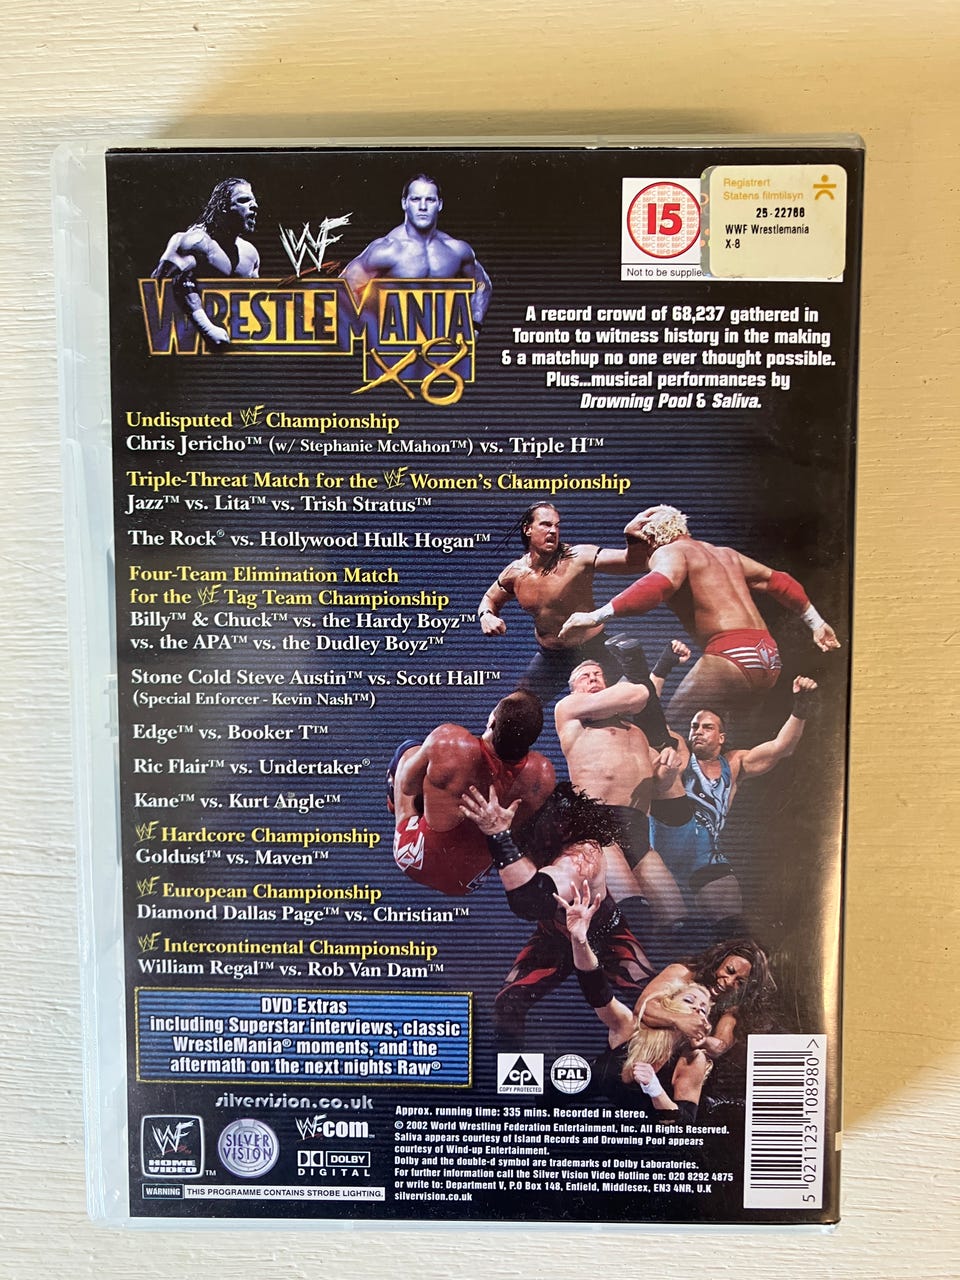 WF
WRESTLEMANIA®
X8
15
Not to be supplie
Registrert
Statens filmtilsyn
25-22788
WWF Wrestlemania
X-8
A record crowd of 68,237 gathered in
Toronto to witness history in the making
& a matchup no one ever thought possible.
Plus...musical performances by
Drowning Pool & Saliva.
Undisputed WF Championship
Chris Jericho™ (w/ Stephanie McMahon™) vs. Triple H™
Triple-Threat Match for the WF Women's Championship
Jazz™ vs. Lita™ vs. Trish Stratus™
The Rock® vs. Hollywood Hulk Hogan™
Four-Team Elimination Match
for the WF Tag Team Championship
Billy™ & Chuck™ vs. the Hardy Boyz™
vs. the APA™ vs. the Dudley Boyz™
Stone Cold Steve Austin™ vs. Scott Hall™
(Special Enforcer - Kevin Nash™)
Edge™ vs. Booker T™
Ric Flair™ vs. Undertaker®
Kane™ vs. Kurt Angle™
WF Hardcore Championship
Goldust™ vs. Maven™
WF European Championship
Diamond Dallas Page™ vs. Christian™
WF Intercontinental Championship
William Regal™ vs. Rob Van Dam™
DVD Extras
including Superstar interviews, classic
WrestleMania® moments, and the
aftermath on the next nights Raw®
CP
COPY PROTECTED
PAL
silvervision.co.uk
WF
HOME
VIDEO™
SILVER
VISION
WF.COM™
DOLBY
DIGITAL
WARNING THIS PROGRAMME CONTAINS STROBE LIGHTING.
Approx. running time: 335 mins. Recorded in stereo.
© 2002 World Wrestling Federation Entertainment, Inc. All Rights Reserved.
Saliva appears courtesy of Island Records and Drowning Pool appears
courtesy of Wind-up Entertainment.
Dolby and the double-d symbol are trademarks of Dolby Laboratories.
For further information call the Silver Vision Video Hotline on: 020 8292 4875
or write to: Department V, P.O Box 148, Enfield, Middlesex, EN3 4NR, U.K
silvervision.co.uk
5 021123 108980 >